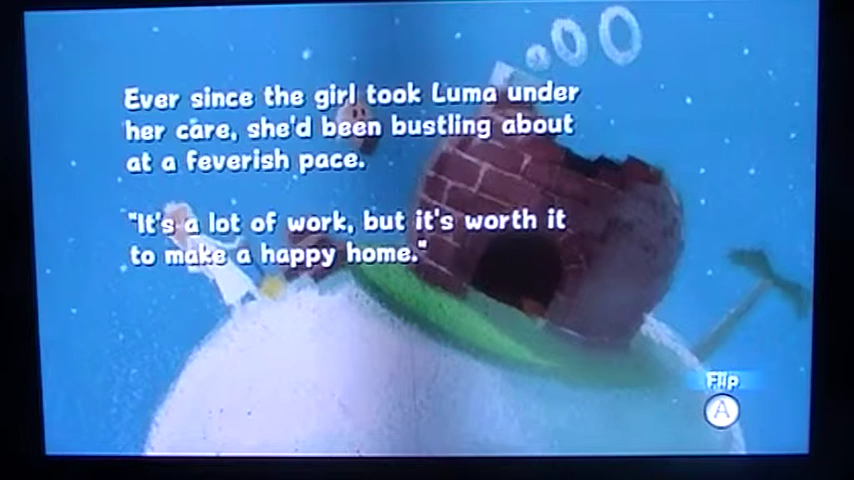 Ever since the girl took Luma under
her care, she'd been bustling about
at a feverish pace.
"It's a lot of work, but it's worth it
to make a happy home."
Flip
A